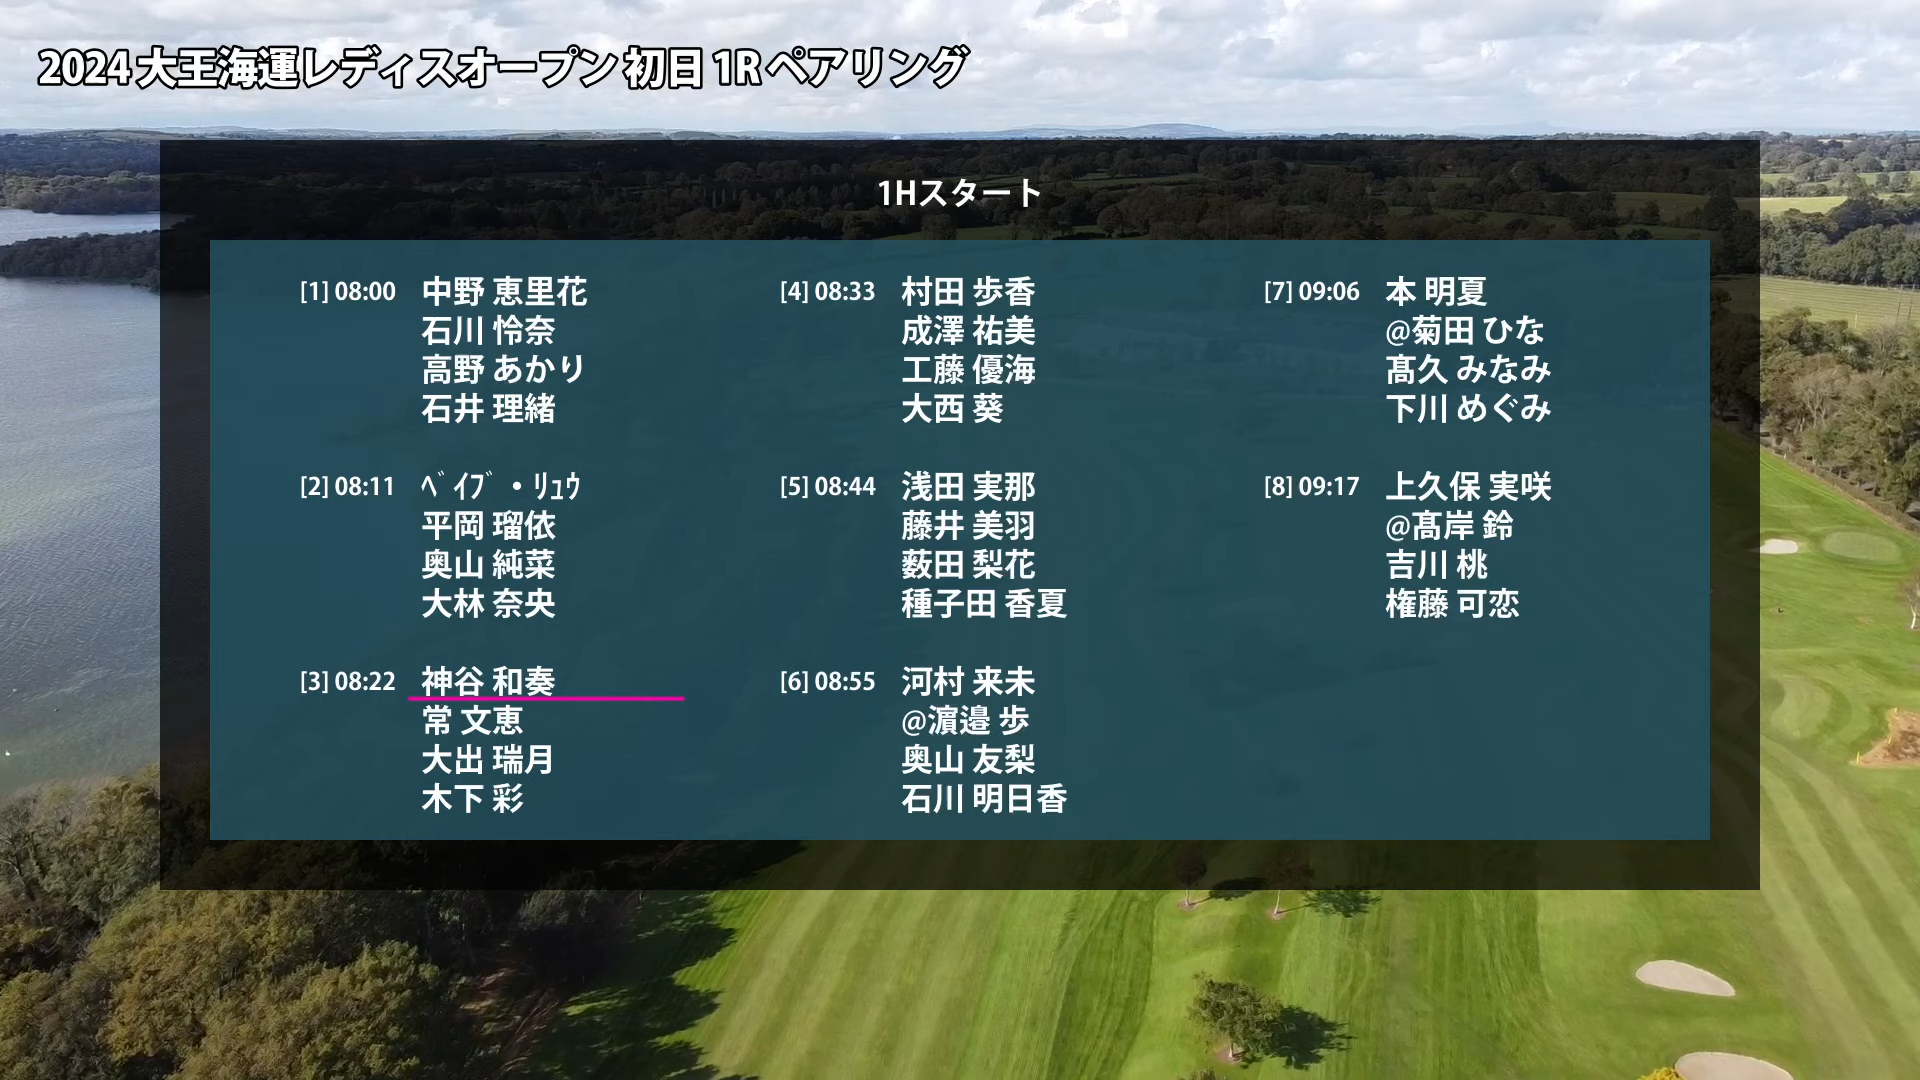 2024 大王海運レディスオープン 初日 1R ペアリング
1Hスタート
[1] 08:00 中野 恵里花
石川 怜奈
高野 あかり
石井 理緒
[2] 08:11 ﾍﾞｲﾌﾞ・ﾘｭｳ
平岡 瑠依
奥山 純菜
大林 奈央
[3] 08:22 神谷 和奏
常 文恵
大出 瑞月
木下 彩
[4] 08:33 村田 歩香
成澤 祐美
工藤 優海
大西 葵
[5] 08:44 浅田 実那
藤井 美羽
薮田 梨花
種子田 香夏
[6] 08:55 河村 来未
@濵邉 歩
奥山 友梨
石川 明日香
[7] 09:06 本 明夏
@菊田 ひな
髙久 みなみ
下川 めぐみ
[8] 09:17 上久保 実咲
@髙岸 鈴
吉川 桃
権藤 可恋